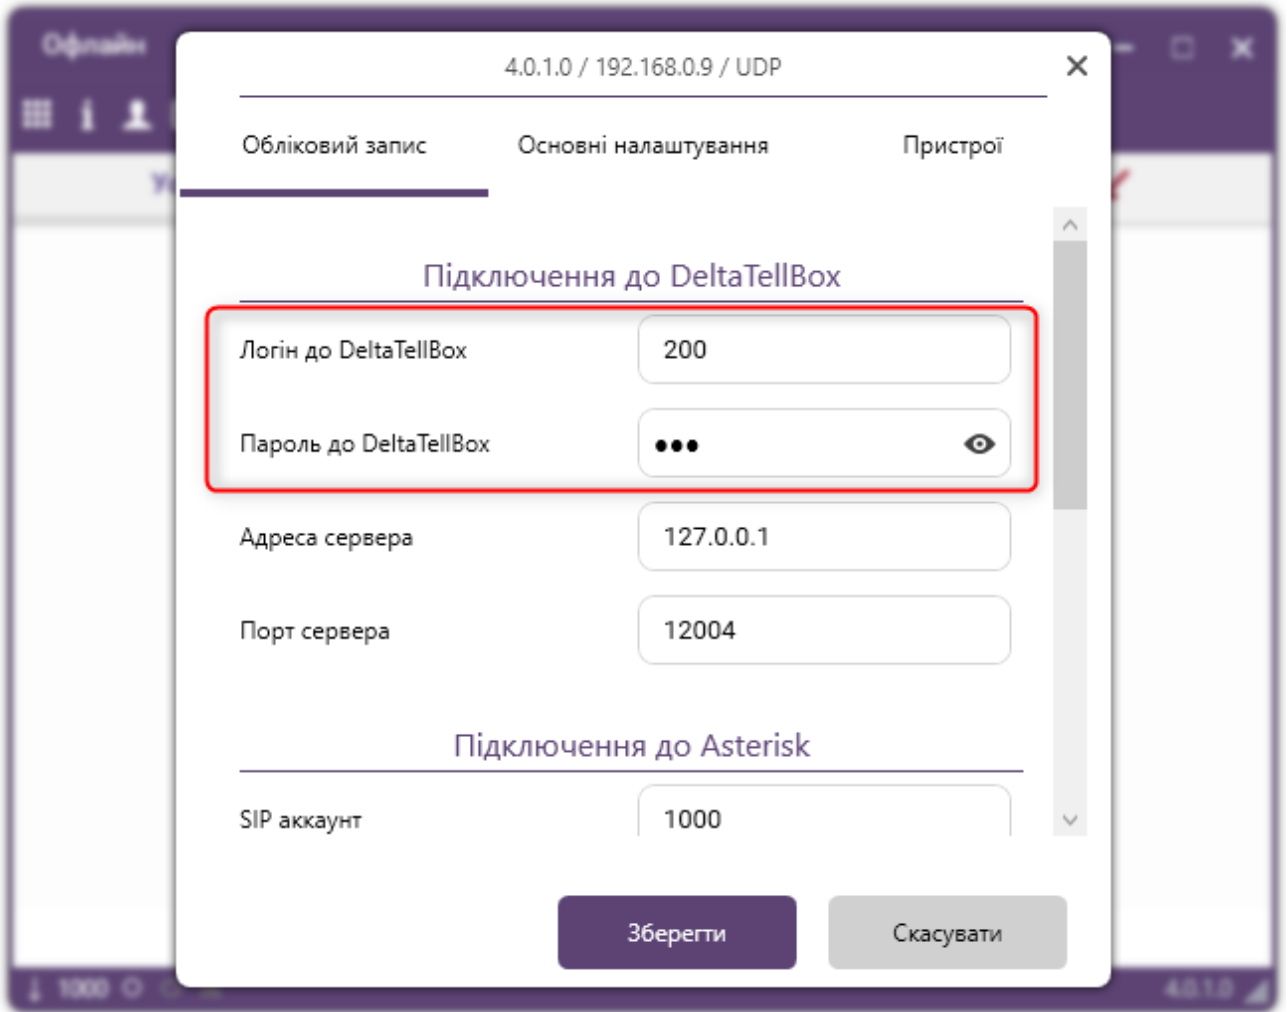 Офлайн
4.0.1.0 / 192.168.0.9 / UDP
Обліковий запис Основні налаштування Пристрої
Підключення до DeltaTellBox
Логін до DeltaTellBox 200
Пароль до DeltaTellBox •••
Адреса сервера 127.0.0.1
Порт сервера 12004
Підключення до Asterisk
SIP аккаунт 1000
Зберегти Скасувати
1000 4.0.1.0